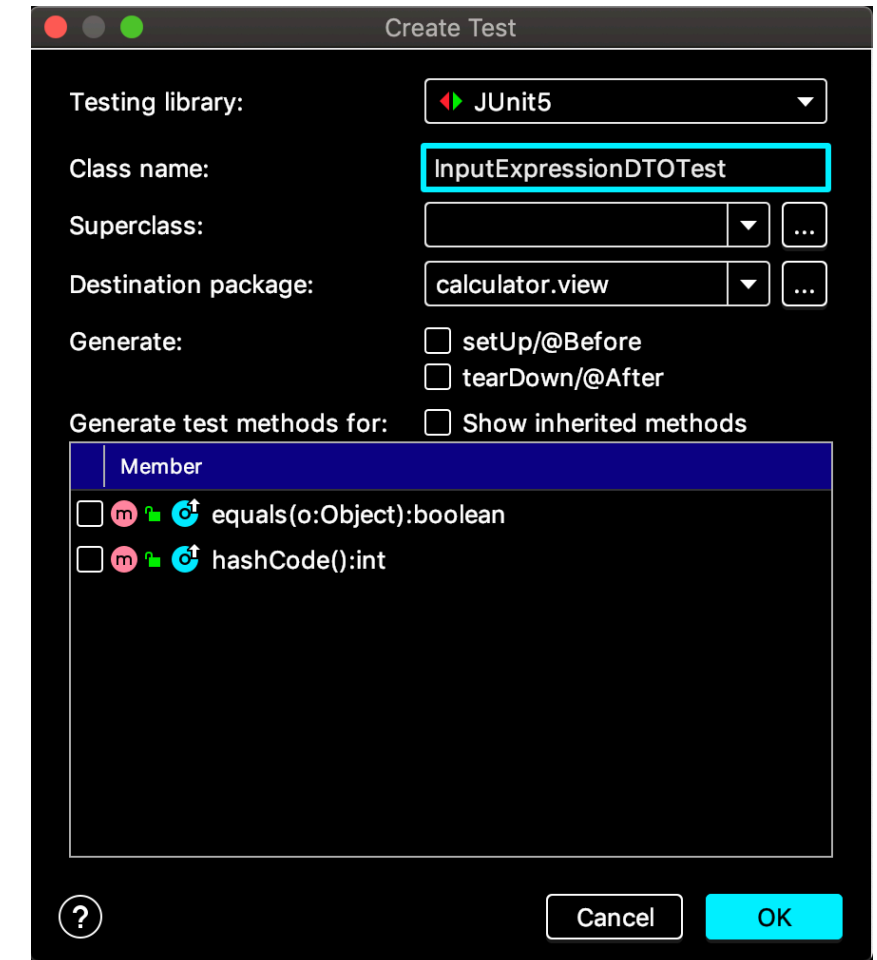 Create Test
Testing library: JUnit5
Class name: InputExpressionDTOTest
Superclass: ...
Destination package: calculator.view ...
Generate: setUp/@Before
tearDown/@After
Generate test methods for: Show inherited methods
Member
m o equals(o:Object):boolean
m o hashCode():int
? Cancel OK